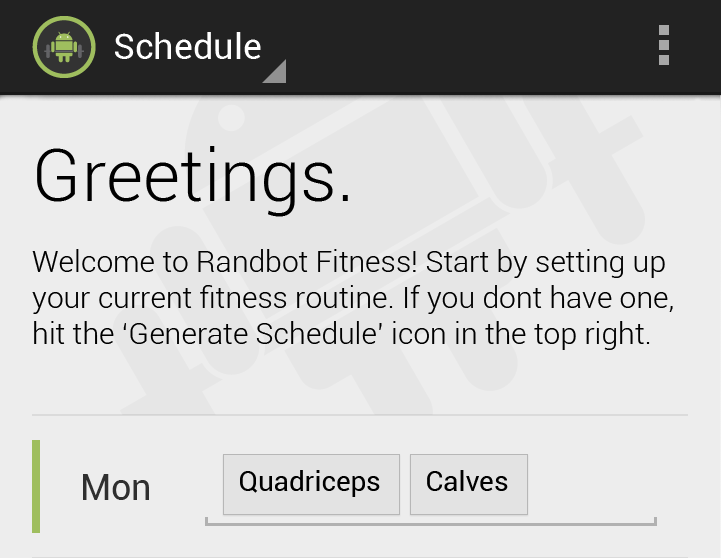 Schedule
Greetings.
Welcome to Randbot Fitness! Start by setting up
your current fitness routine. If you dont have one,
hit the ‘Generate Schedule’ icon in the top right.
Mon Quadriceps Calves